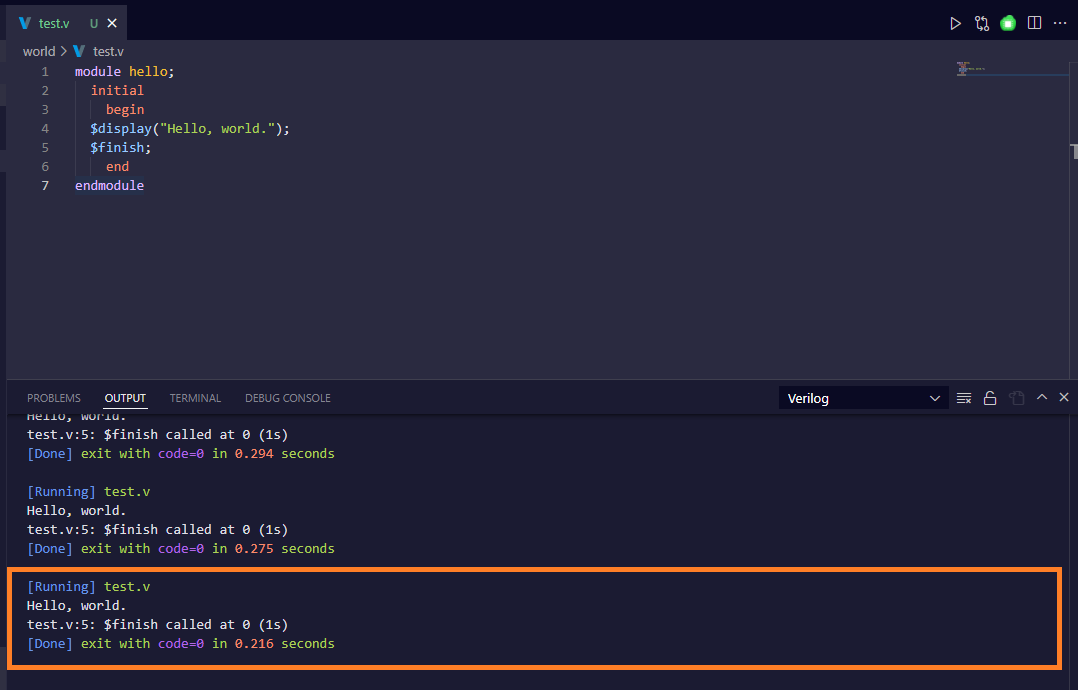 test.v U
world > test.v
1 module hello;
2 initial
3 begin
4 $display("Hello, world.");
5 $finish;
6 end
7 endmodule
PROBLEMS OUTPUT TERMINAL DEBUG CONSOLE Verilog
Hello, world.
test.v:5: $finish called at 0 (1s)
[Done] exit with code=0 in 0.294 seconds
[Running] test.v
Hello, world.
test.v:5: $finish called at 0 (1s)
[Done] exit with code=0 in 0.275 seconds
[Running] test.v
Hello, world.
test.v:5: $finish called at 0 (1s)
[Done] exit with code=0 in 0.216 seconds